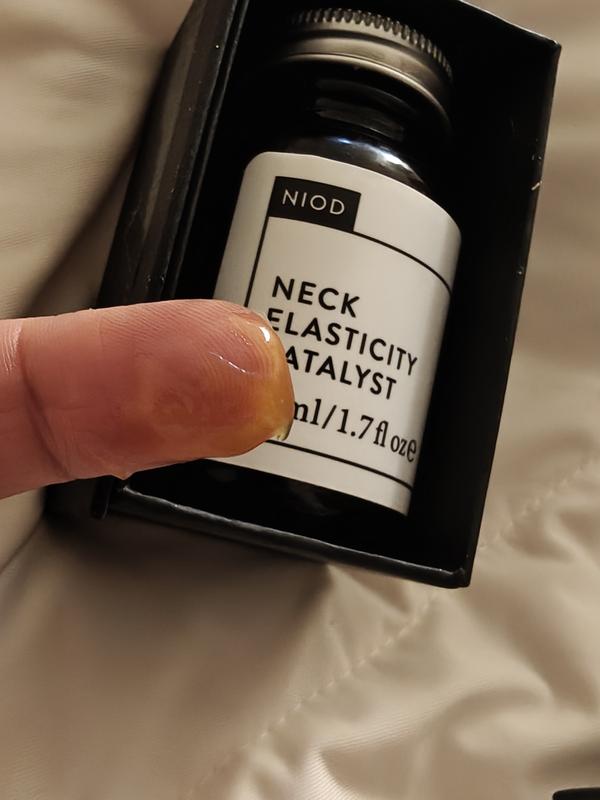 NIOD
NECK
ELASTICITY
ATALYST
ml/1.7 fl oz e